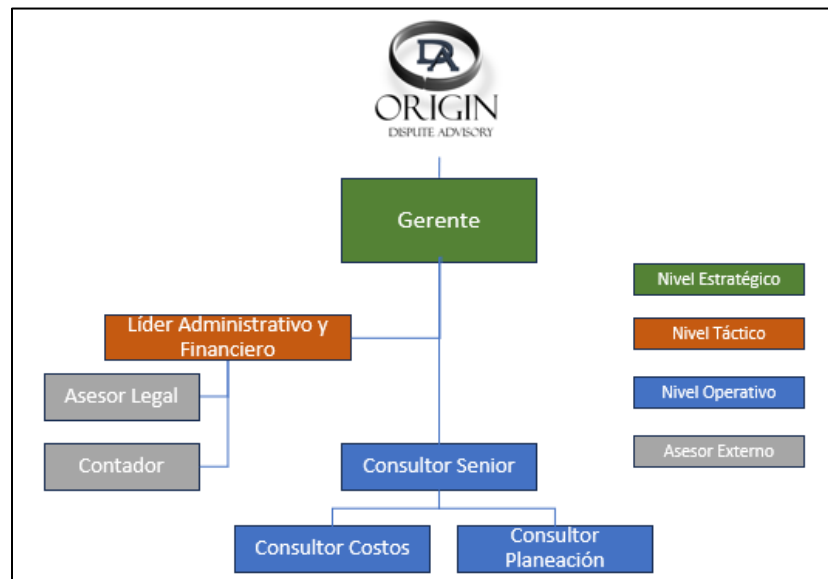 DA
ORIGIN
DISPUTE ADVISORY
Gerente
Nivel Estratégico
Líder Administrativo y
Financiero
Nivel Táctico
Asesor Legal
Nivel Operativo
Contador
Consultor Senior
Asesor Externo
Consultor Costos
Consultor
Planeación